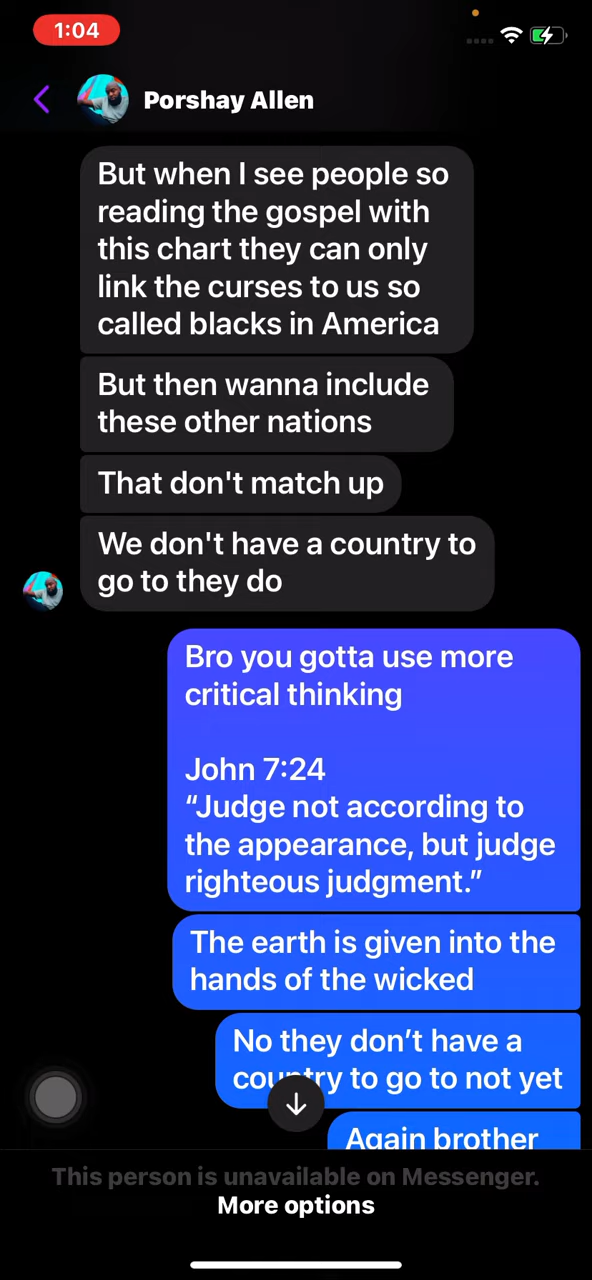 1:04
Porshay Allen
But when I see people so
reading the gospel with
this chart they can only
link the curses to us so
called blacks in America
But then wanna include
these other nations
That don't match up
We don't have a country to
go to they do
Bro you gotta use more
critical thinking
John 7:24
“Judge not according to
the appearance, but judge
righteous judgment.”
The earth is given into the
hands of the wicked
No they don’t have a
country to go to not yet
Again brother
This person is unavailable on Messenger.
More options